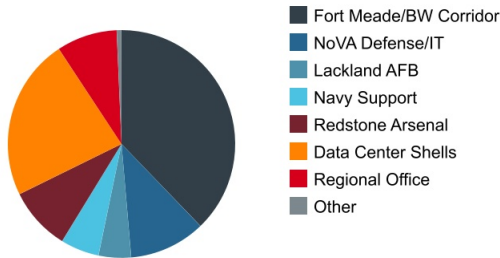 Fort Meade/BW Corridor
NoVA Defense/IT
Lackland AFB
Navy Support
Redstone Arsenal
Data Center Shells
Regional Office
Other